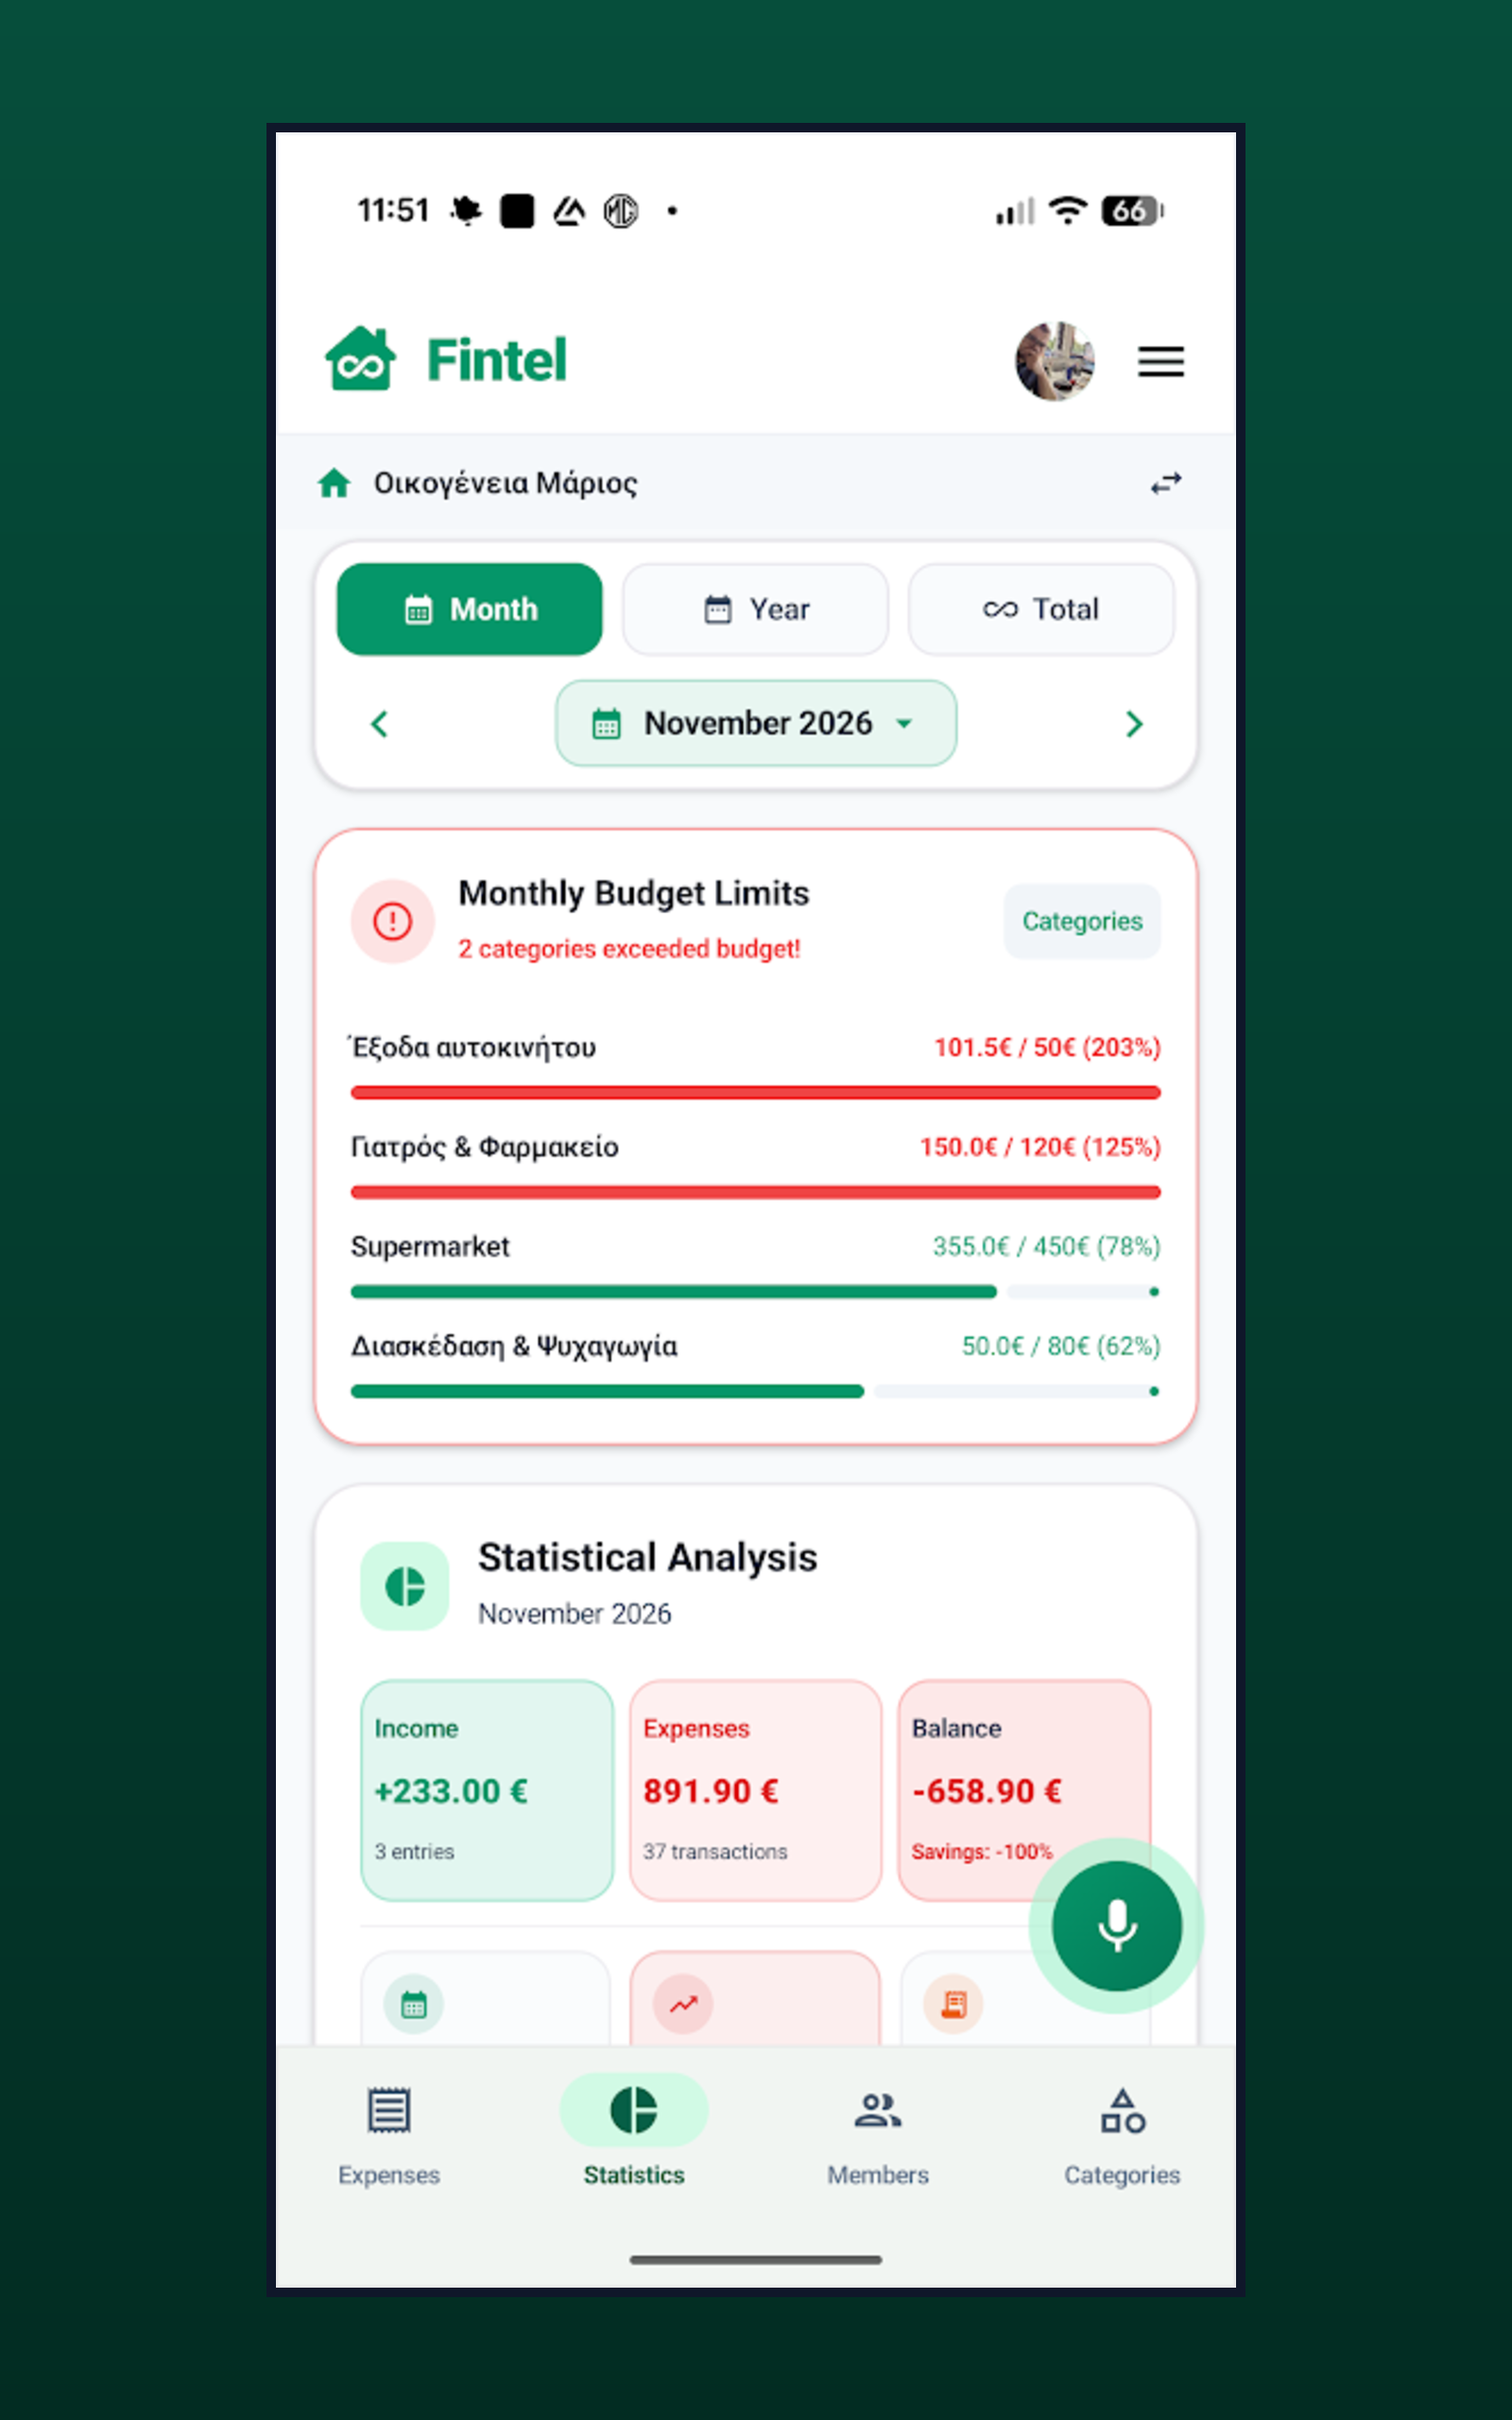 11:51 66
Fintel
Οικογένεια Μάριος
Month Year Total
November 2026
Monthly Budget Limits
2 categories exceeded budget!
Categories
Έξοδα αυτοκινήτου 101.5€ / 50€ (203%)
Γιατρός & Φαρμακείο 150.0€ / 120€ (125%)
Supermarket 355.0€ / 450€ (78%)
Διασκέδαση & Ψυχαγωγία 50.0€ / 80€ (62%)
Statistical Analysis
November 2026
Income Expenses Balance
+233.00 € 891.90 € -658.90 €
3 entries 37 transactions Savings: -100%
Expenses Statistics Members Categories